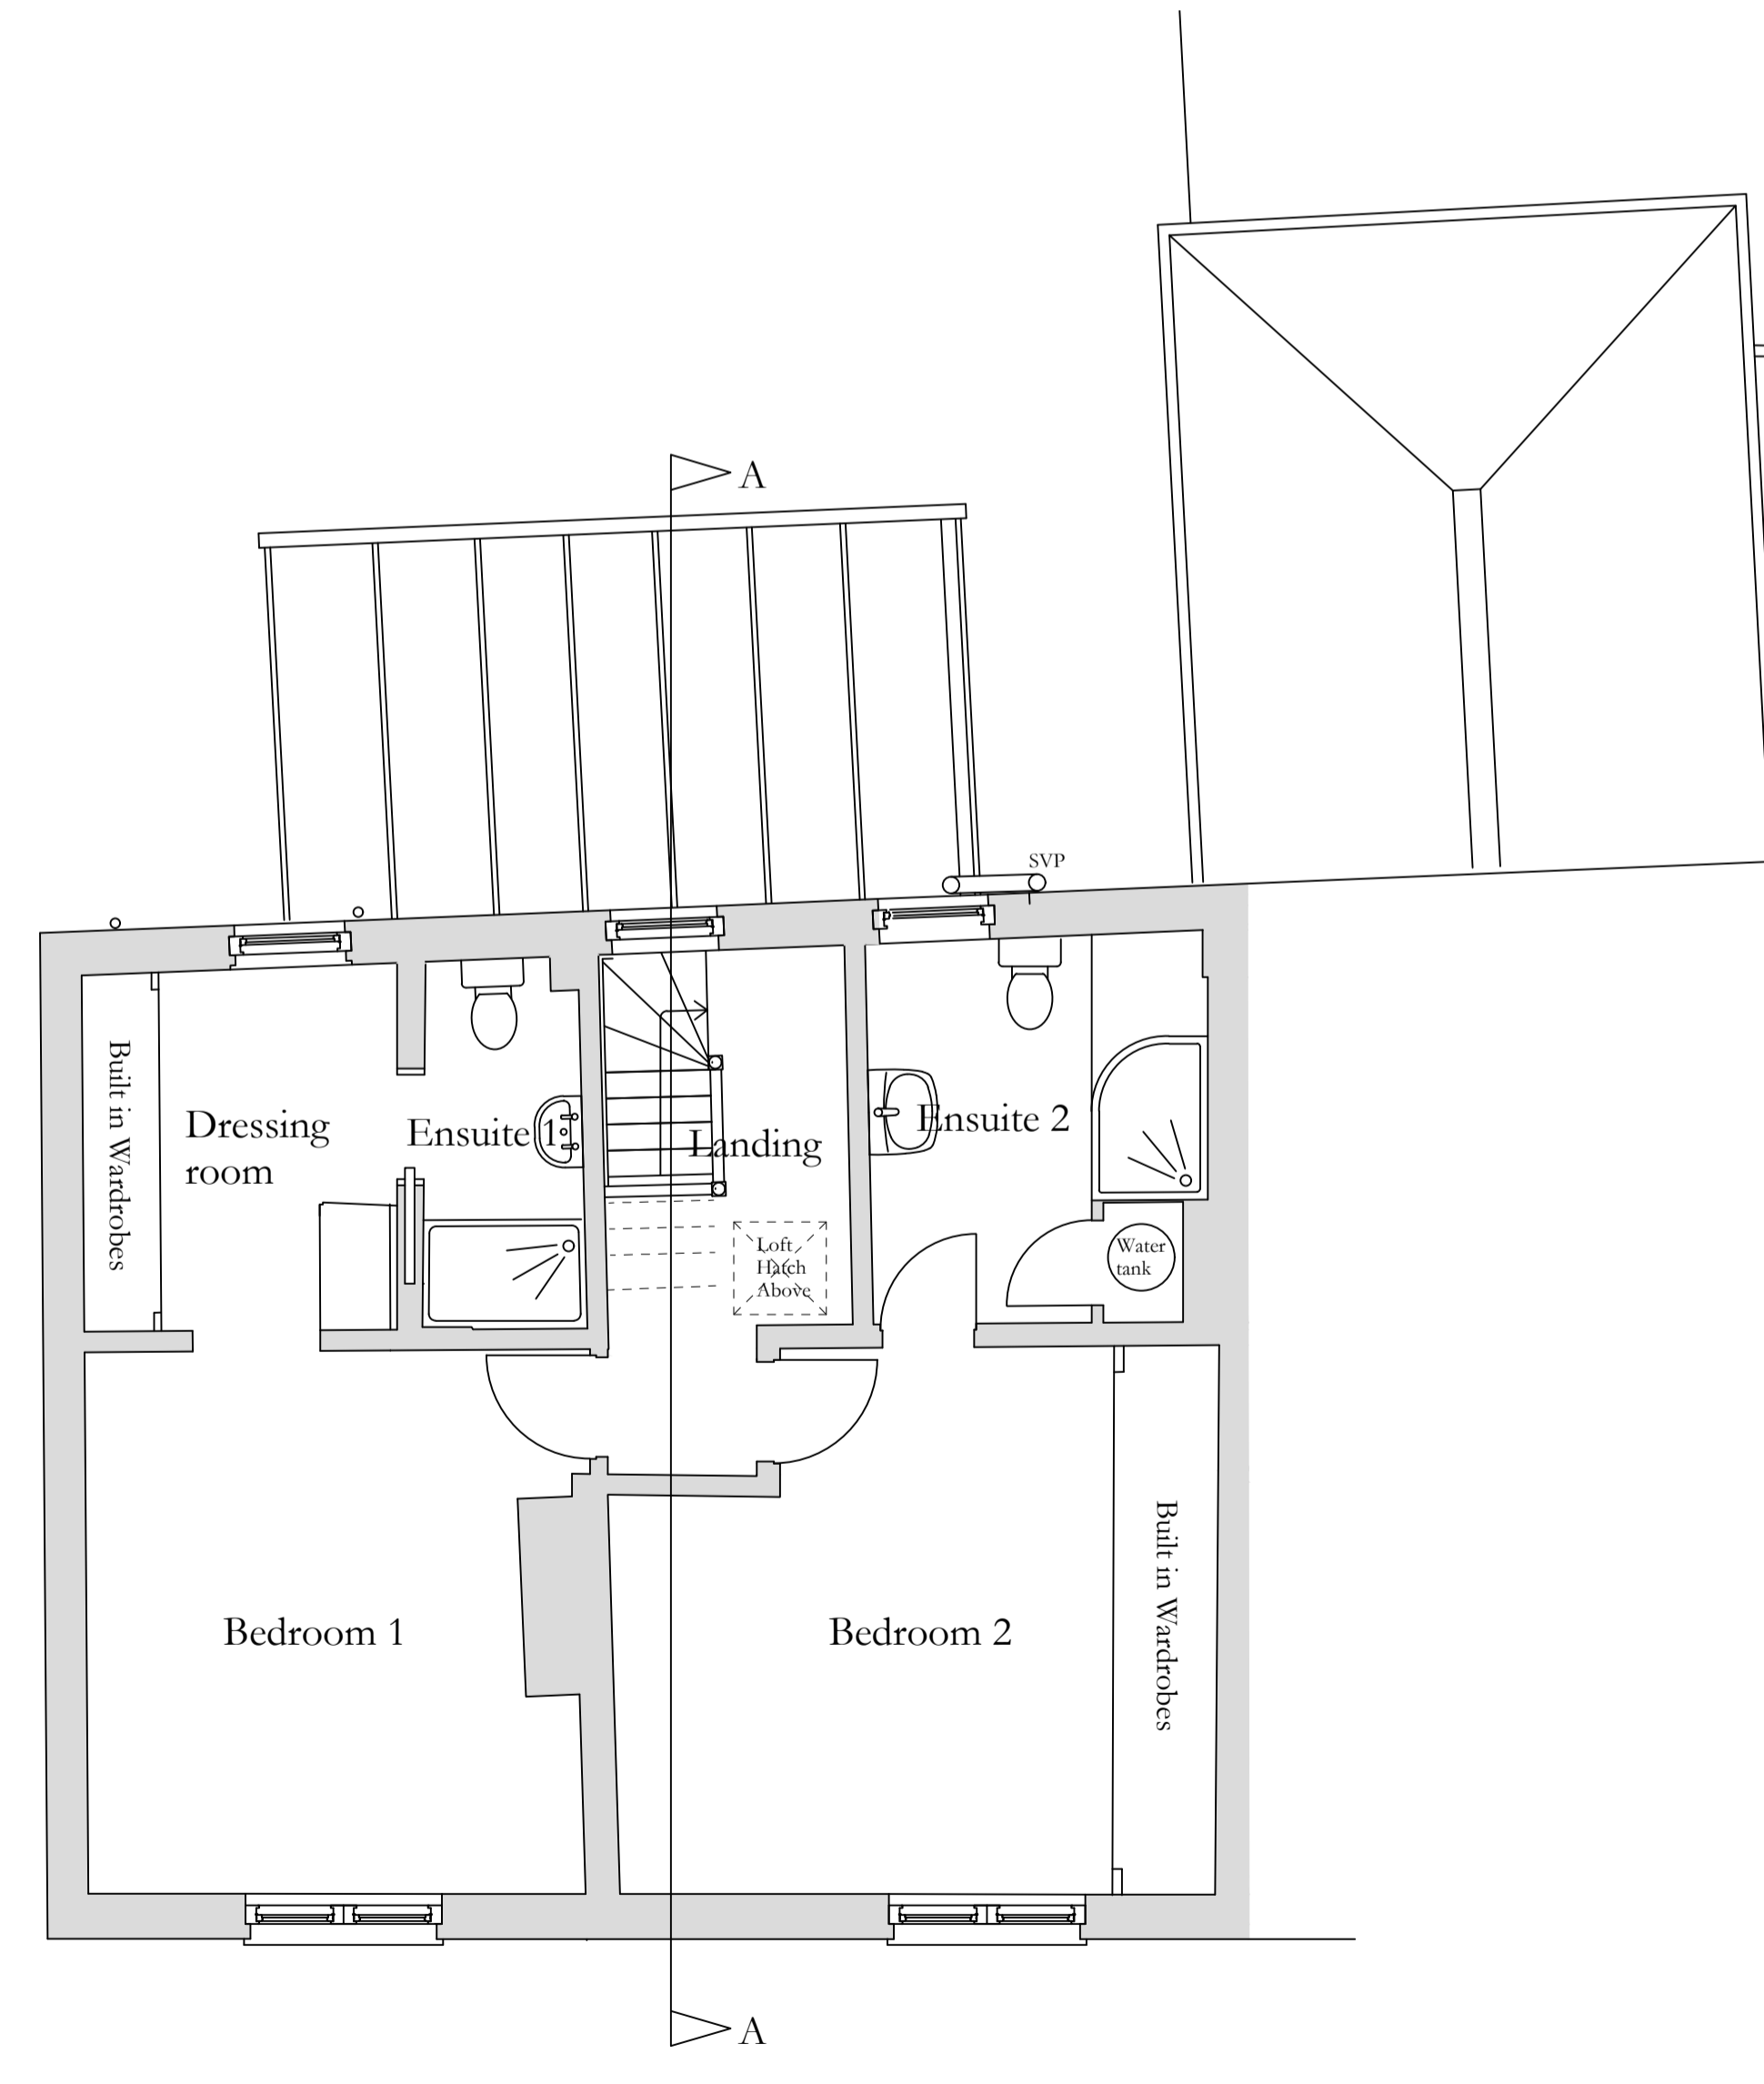 A
SVP
Built in Wardrobes
Dressing
room
Ensuite 1
Landing
Ensuite 2
Loft
Hatch
Above
Water
tank
Built in Wardrobes
Bedroom 1
Bedroom 2
A